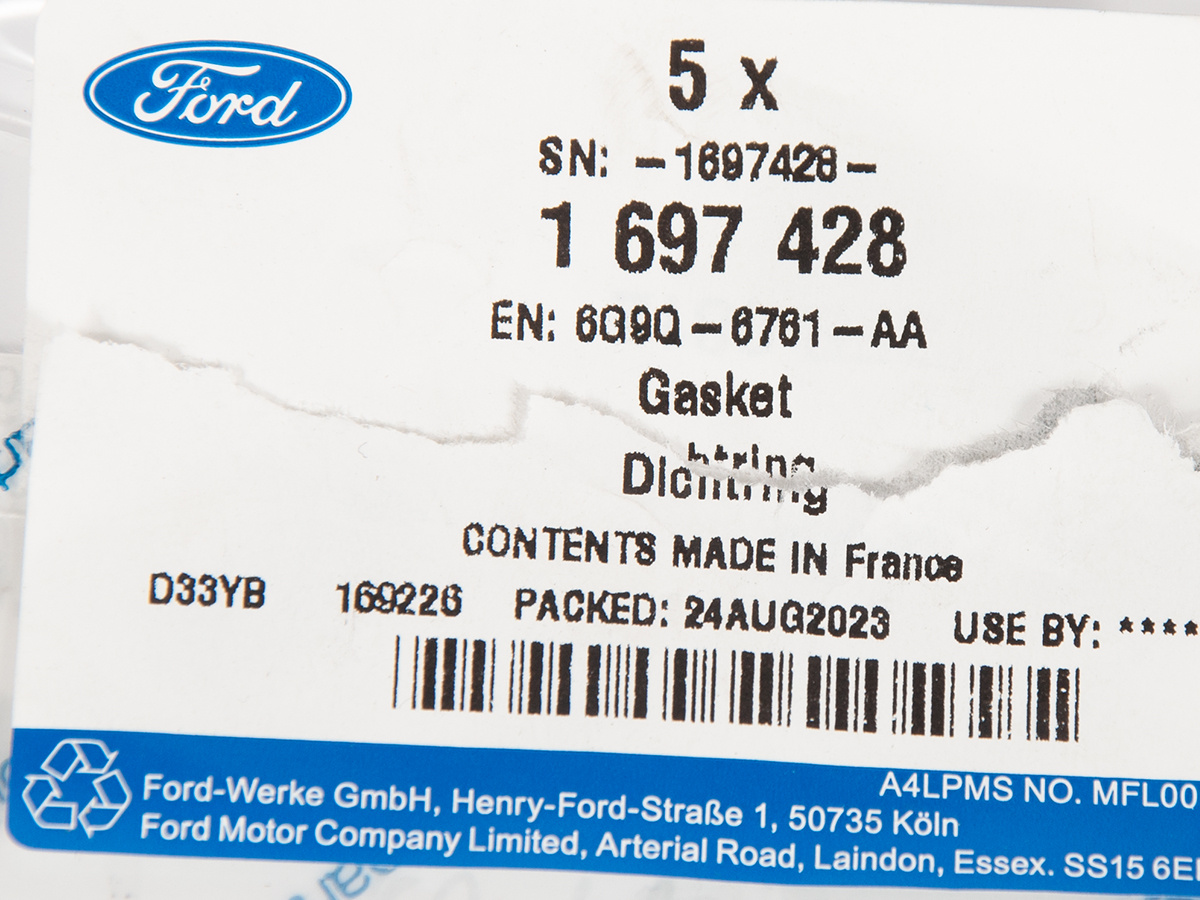 Ford
5 x
SN: -1697428-
1 697 428
EN: 6G9Q-6761-AA
Gasket
Dichtring
CONTENTS MADE IN France
D33YB 169226 PACKED: 24AUG2023 USE BY: ****
A4LPMS NO. MFL00
Ford-Werke GmbH, Henry-Ford-Straße 1, 50735 Köln
Ford Motor Company Limited, Arterial Road, Laindon, Essex. SS15 6E